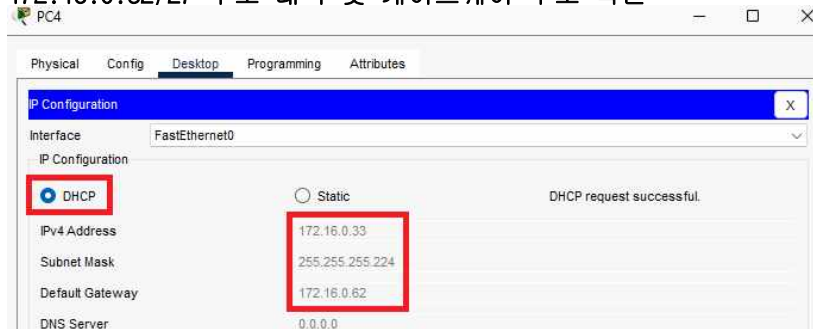 PC4
Physical Config Desktop Programming Attributes
IP Configuration X
Interface FastEthernet0
IP Configuration
DHCP Static DHCP request successful.
IPv4 Address 172.16.0.33
Subnet Mask 255.255.255.224
Default Gateway 172.16.0.62
DNS Server 0.0.0.0